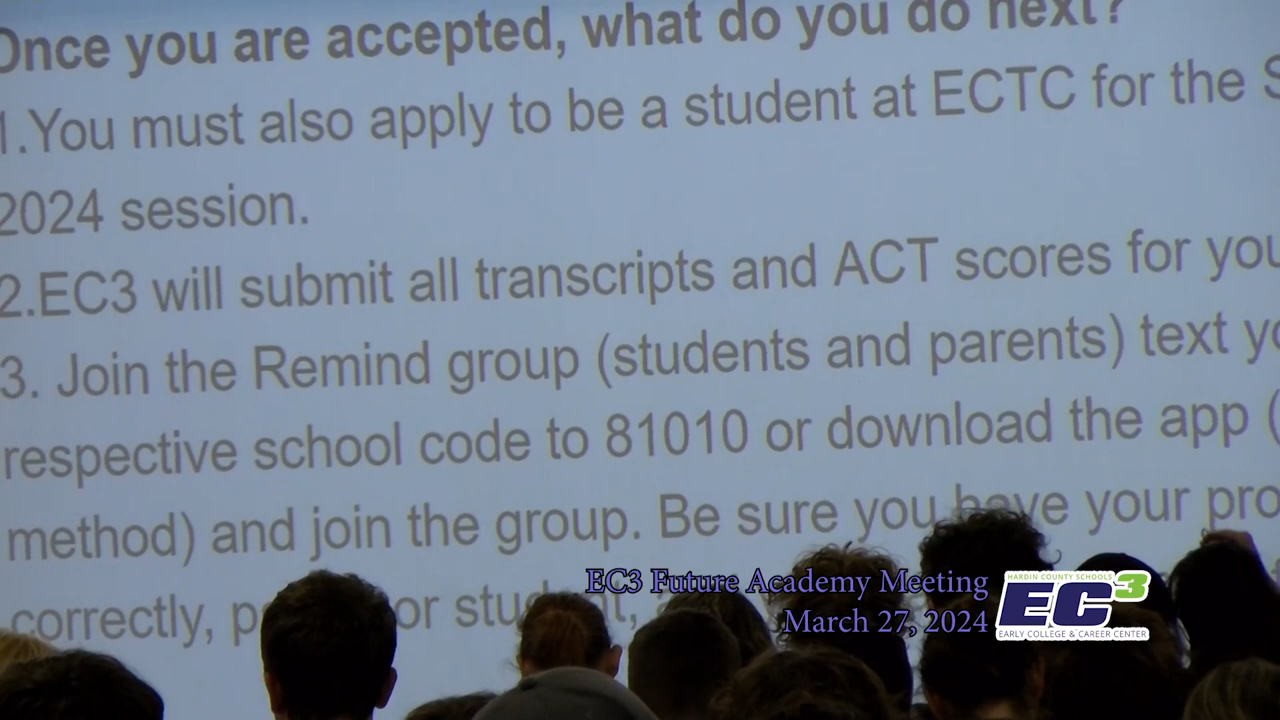 Once you are accepted, what do you do next?
1.You must also apply to be a student at ECTC for the
2024 session.
2.EC3 will submit all transcripts and ACT scores for you
3. Join the Remind group (students and parents) text
respective school code to 81010 or download the app (
method) and join the group. Be sure you have your
correctly, or student,
EC3 Future Academy Meeting
March 27, 2024
HARDIN COUNTY SCHOOLS
EC3
EARLY COLLEGE & CAREER CENTER